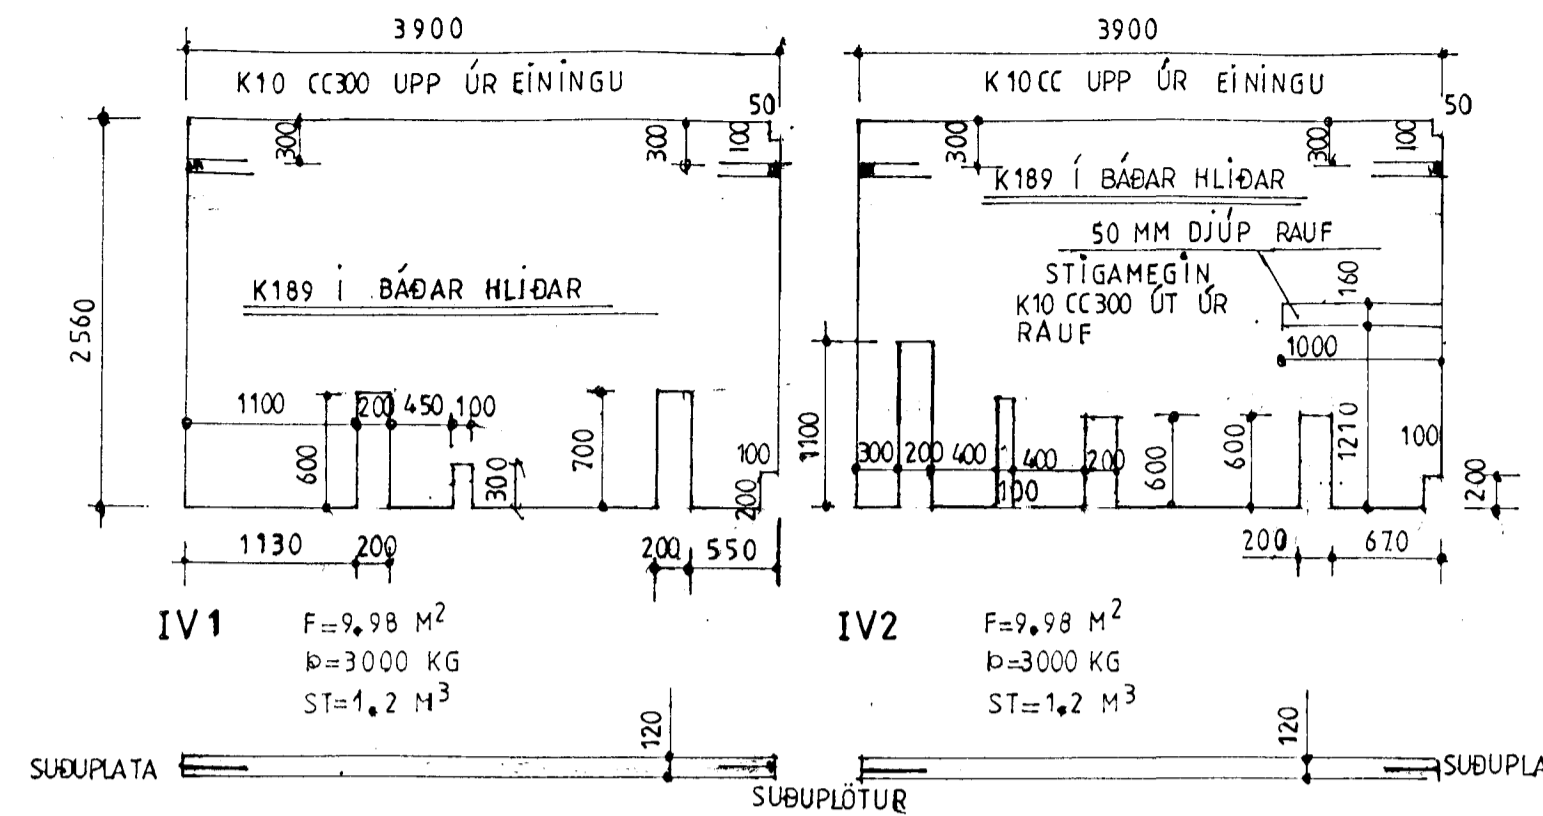 3900
K10 CC300 UPP ÚR EININGU
50
300
300
100
2560
K189 Í BÁÐAR HLIÐAR
1100
200
450
100
600
300
700
100
200
1130
200
200
550
IV1
F=9.98 M²
Þ=3000 KG
ST=1.2 M³
120
SUÐUPLATA
SUÐUPLÖTUR
3900
K10CC UPP ÚR EININGU
50
300
300
100
K189 Í BÁÐAR HLIÐAR
50 MM DJÚP RAUF
STIGAMEGIN
K10 CC300 ÚT ÚR
RAUF
160
1000
1100
300
200
400
100
400
200
600
600
1210
100
200
200
670
IV2
F=9.98 M²
Þ=3000 KG
ST=1.2 M³
120
SUÐUPLA